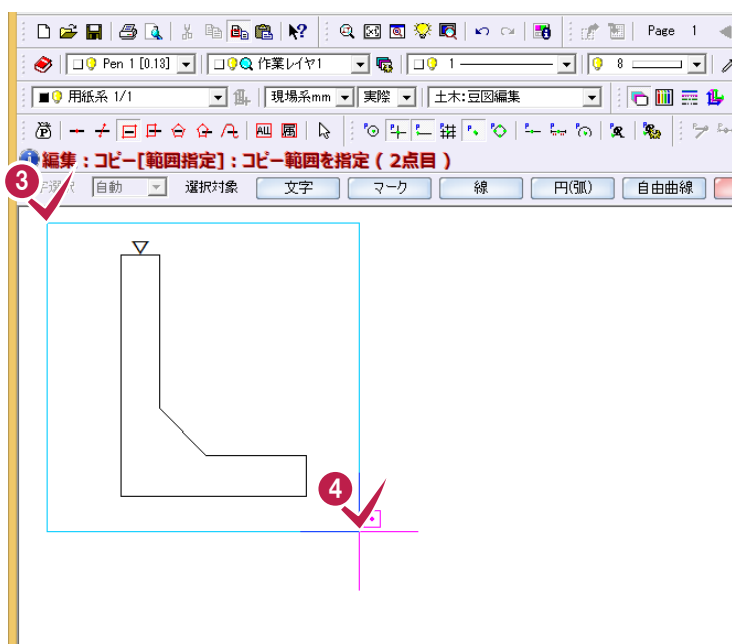 Page 1
Pen 1 [0.13] 作業レイヤ1 1 8
用紙系 1/1 現場系mm 実際 土木:豆図編集
ALL 属
編集：コピー[範囲指定]：コピー範囲を指定 ( 2点目 )
3 自動 選択対象 文字 マーク 線 円(弧) 自由曲線
4